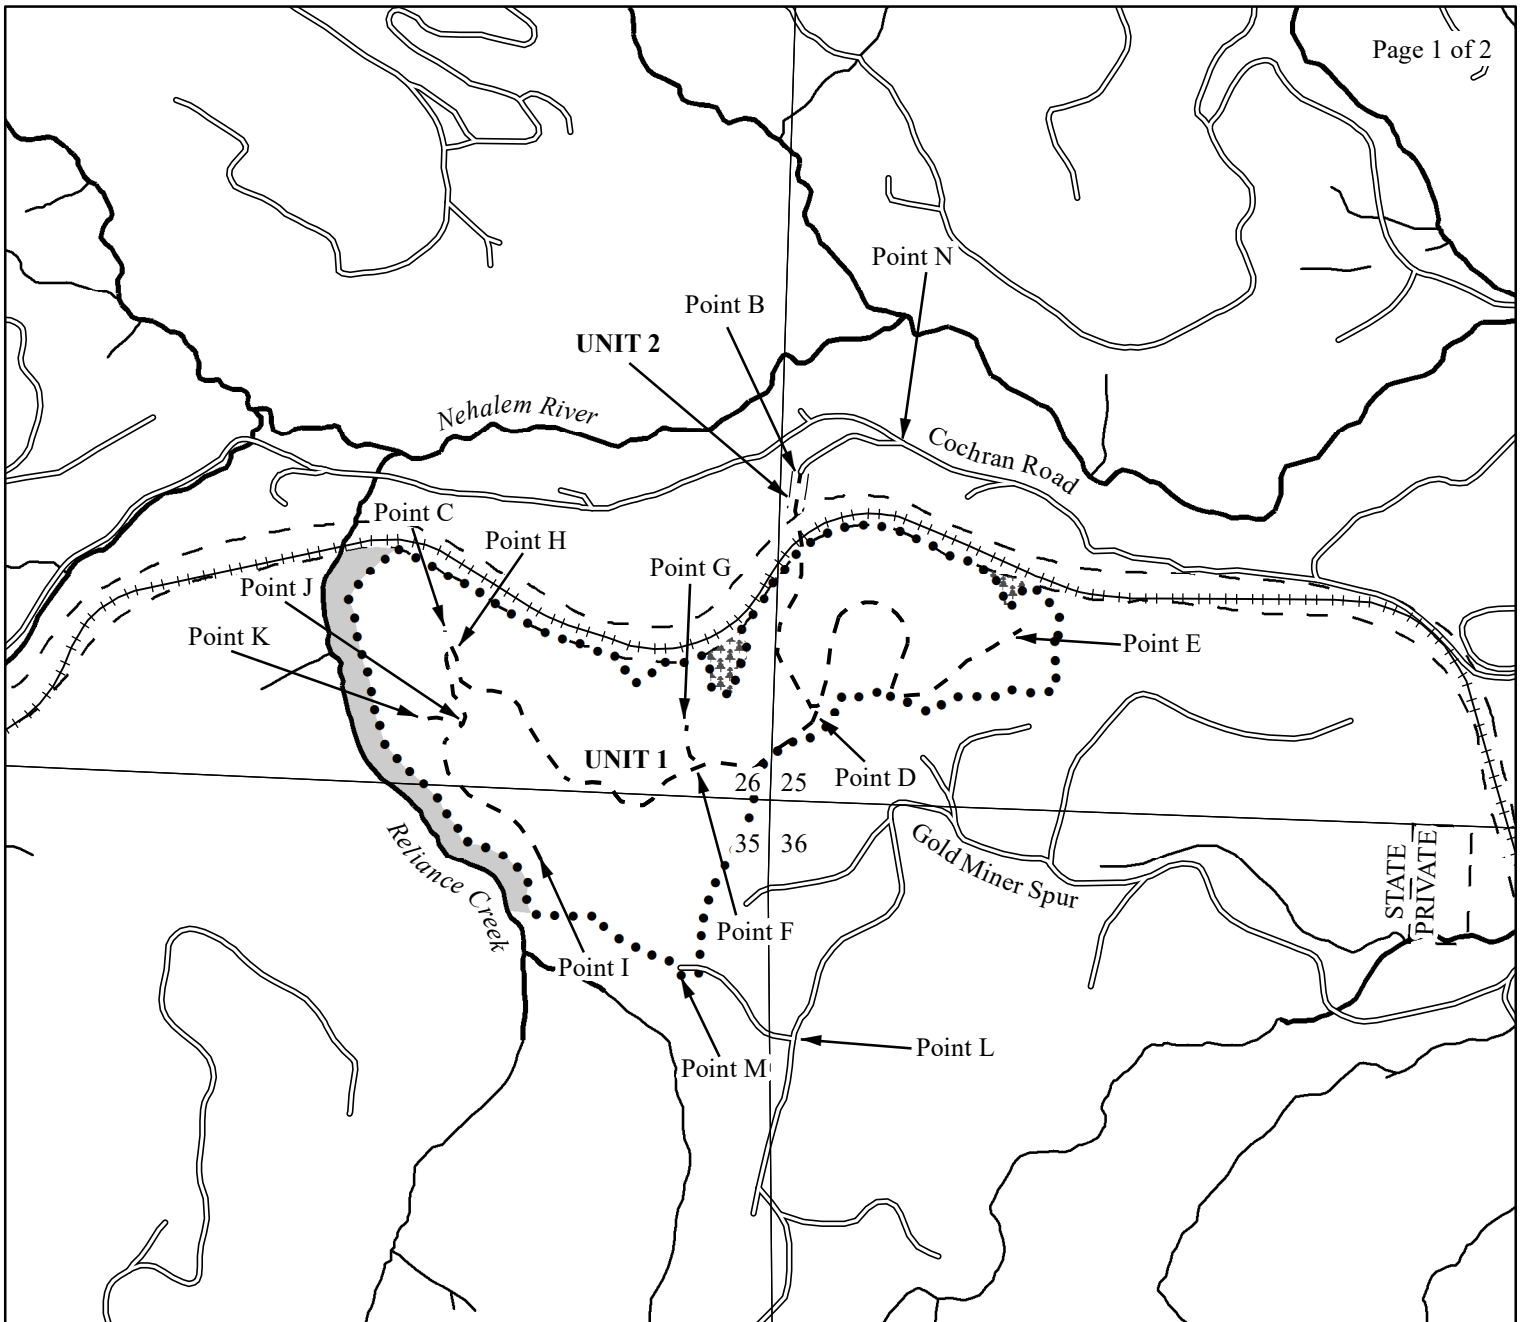 Page 1 of 2
Point N
Point B
UNIT 2
Nehalem River
Cochran Road
Point C
Point H
Point G
Point J
Point K
Point E
UNIT 1
Point D
26 25
35 36
Gold Miner Spur
Reliance Creek
STATE
PRIVATE
Point F
Point I
Point L
Point M